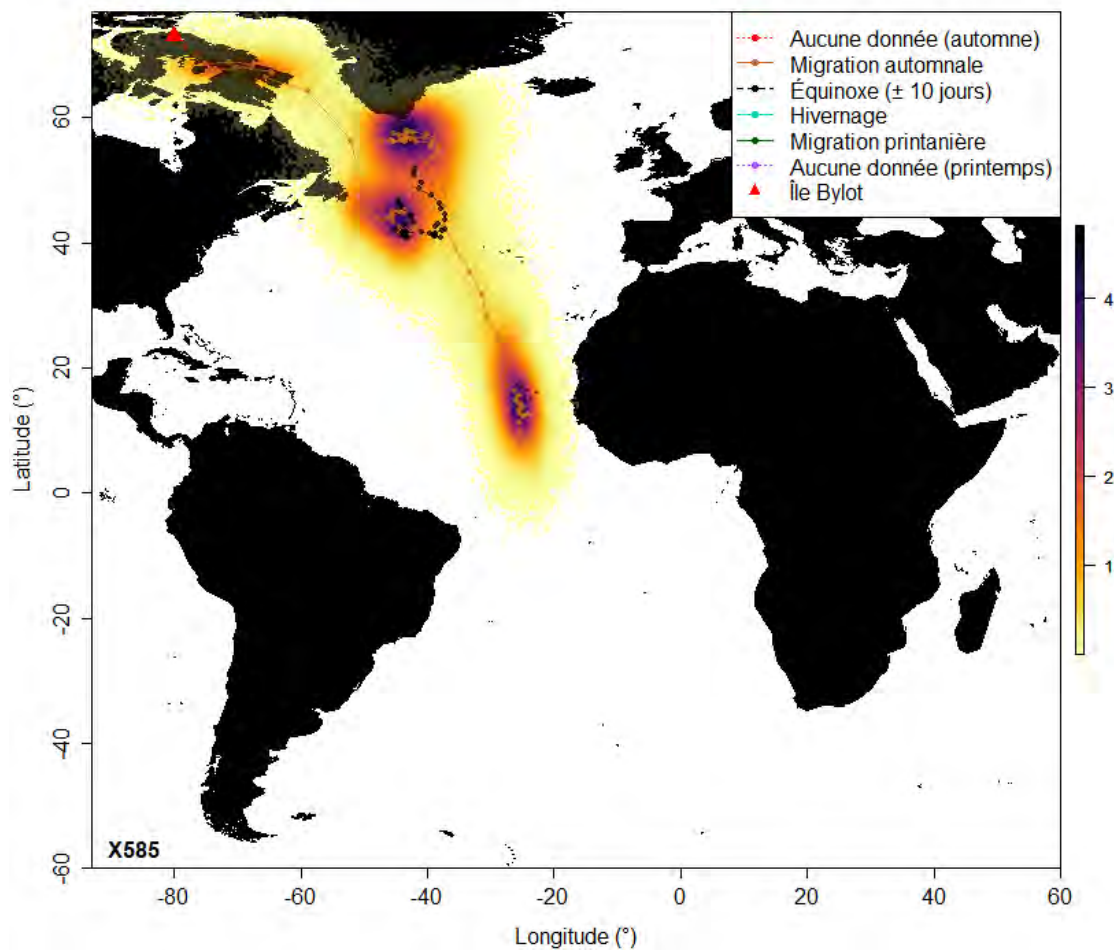 Aucune donnée (automne)
Migration automnale
Équinoxe (± 10 jours)
Hivernage
Migration printanière
Aucune donnée (printemps)
Île Bylot
60
40
20
0
-20
-40
-60
Latitude (°)
4
3
2
1
X585
-80 -60 -40 -20 0 20 40 60
Longitude (°)